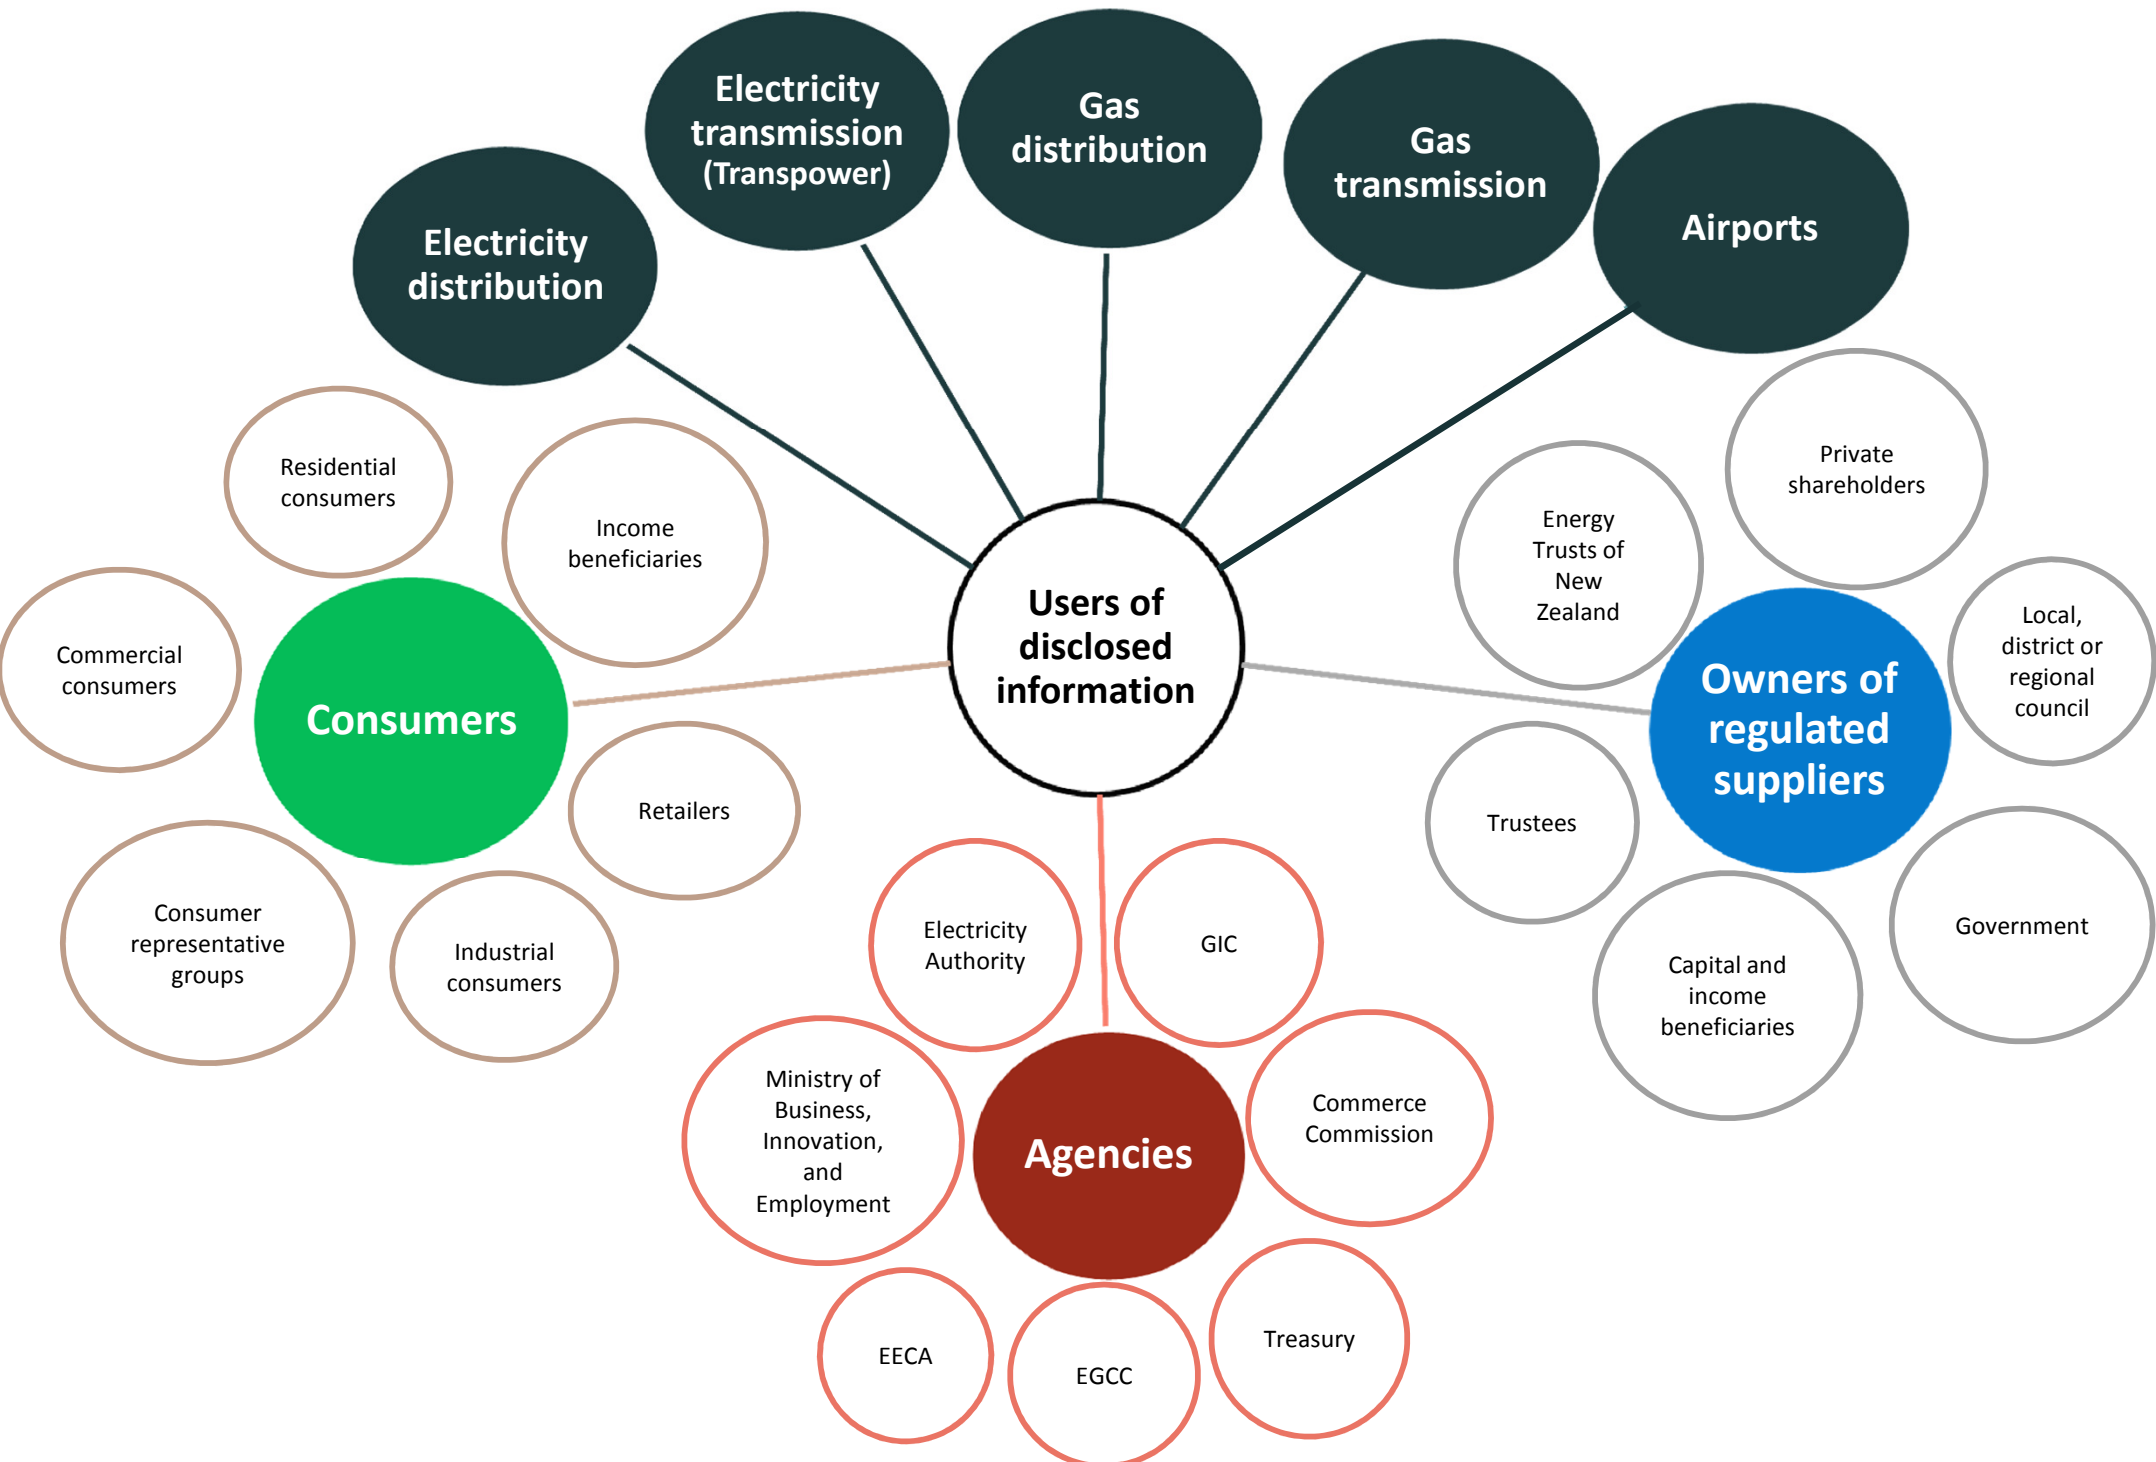 Electricity
transmission
(Transpower)
Gas
distribution
Gas
transmission
Airports
Electricity
distribution
Residential
consumers
Income
beneficiaries
Commercial
consumers
Consumers
Retailers
Consumer
representative
groups
Industrial
consumers
Users of
disclosed
information
Private
shareholders
Energy
Trusts of
New
Zealand
Local,
district or
regional
council
Owners of
regulated
suppliers
Trustees
Government
Capital and
income
beneficiaries
Electricity
Authority
GIC
Ministry of
Business,
Innovation,
and
Employment
Commerce
Commission
Agencies
EECA
EGCC
Treasury